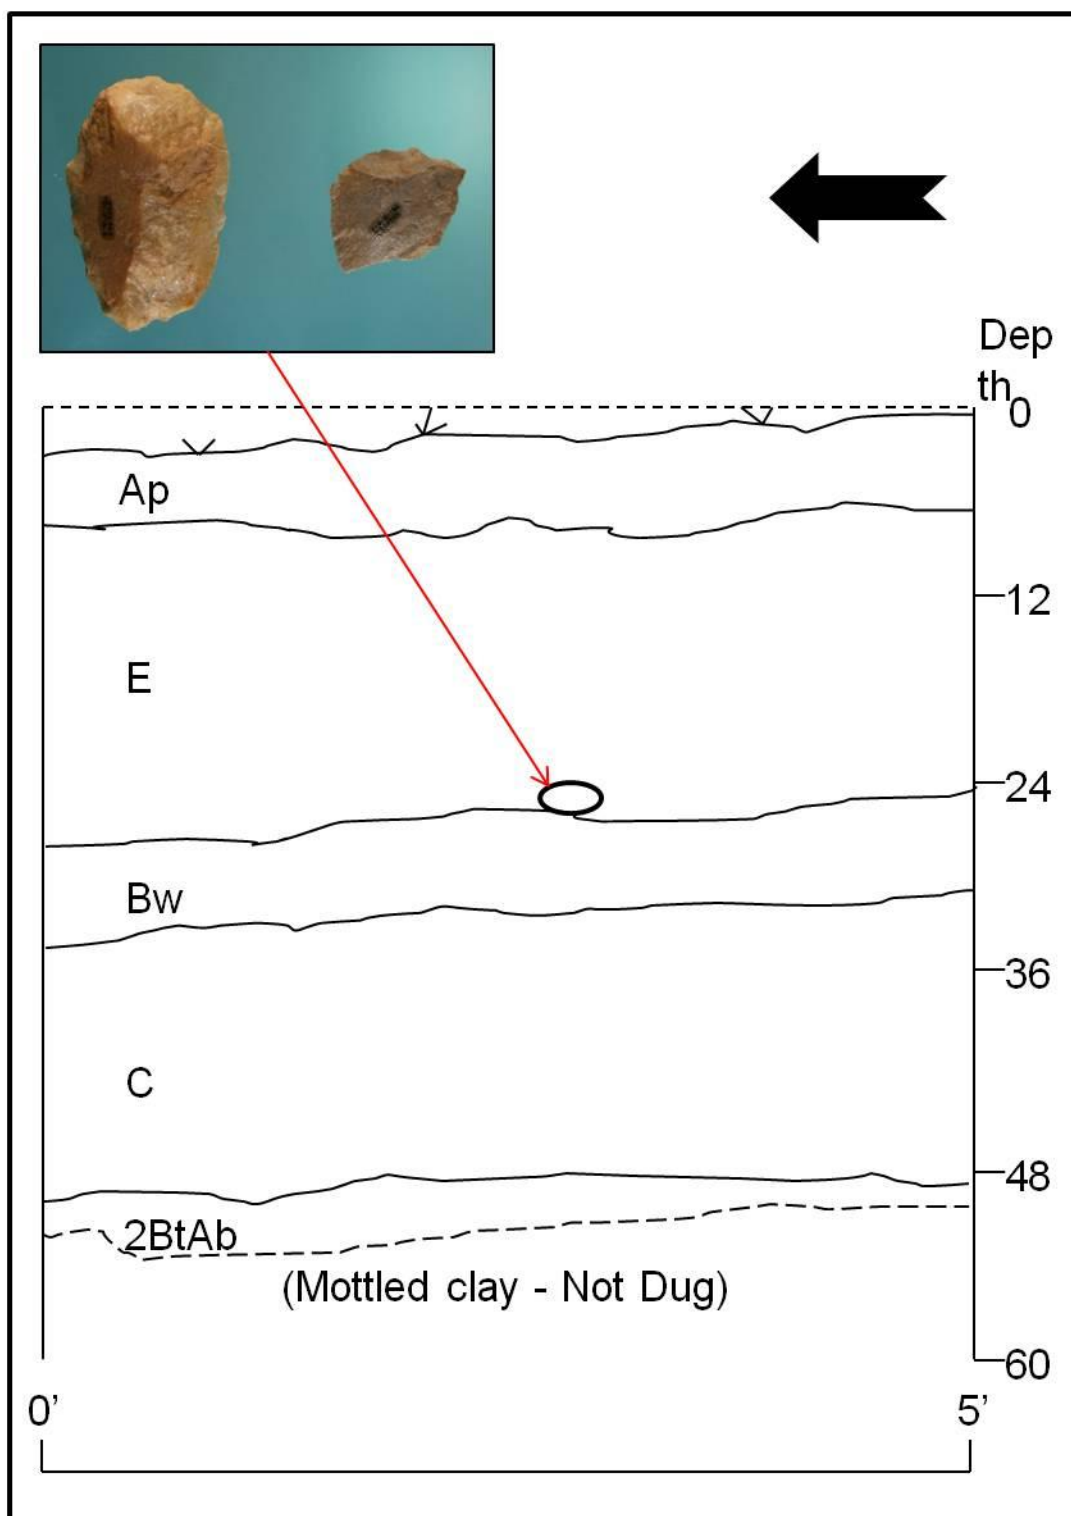 Dep
th
0
Ap
12
E
24
Bw
36
C
48
2BtAb
(Mottled clay - Not Dug)
60
0’
5’